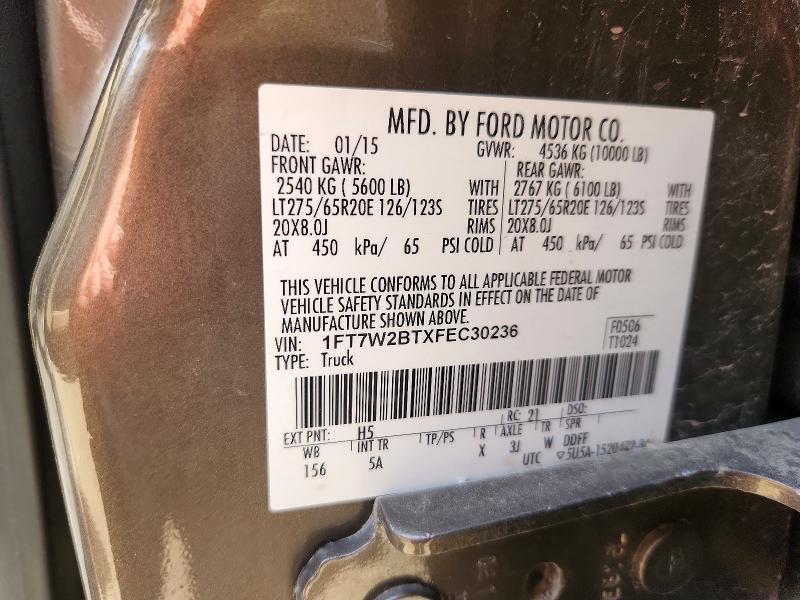 MFD. BY FORD MOTOR CO.
DATE: 01/15 GVWR: 4536 KG (10000 LB)
FRONT GAWR: REAR GAWR:
2540 KG ( 5600 LB) WITH 2767 KG ( 6100 LB) WITH
LT275/65R20E 126/123S TIRES LT275/65R20E 126/123S TIRES
20X8.0J RIMS 20X8.0J RIMS
AT 450 kPa/ 65 PSI COLD AT 450 kPa/ 65 PSI COLD
THIS VEHICLE CONFORMS TO ALL APPLICABLE FEDERAL MOTOR
VEHICLE SAFETY STANDARDS IN EFFECT ON THE DATE OF
MANUFACTURE SHOWN ABOVE.
VIN: 1FT7W2BTXFEC30236 F0506
TYPE: Truck T1024
RC: 21 DSO:
EXT PNT: H5
WB INT TR TP/PS R AXLE TR SPR
156 5A X 3J W DDFF
UTC